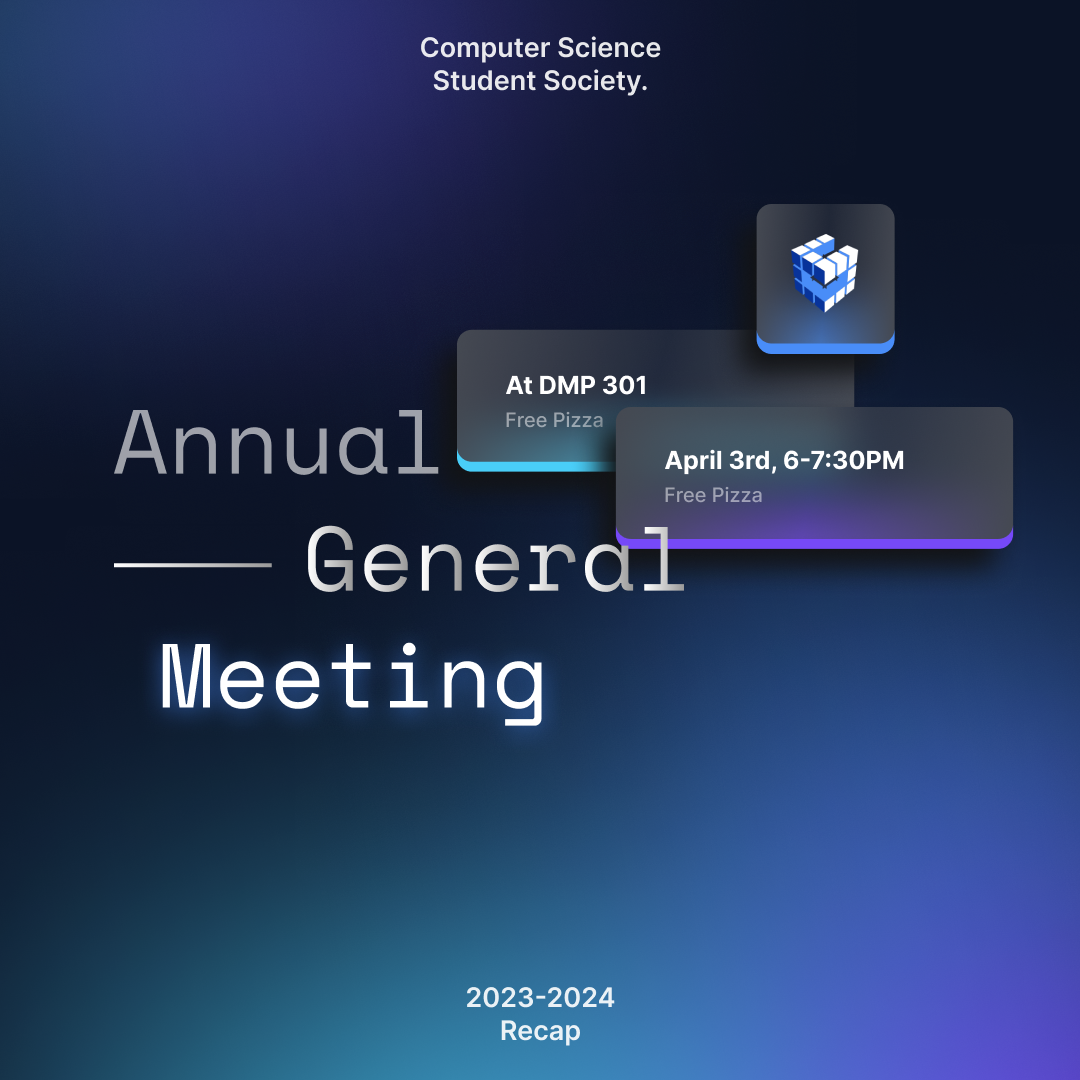 Computer Science
Student Society.
At DMP 301
Free Pizza
April 3rd, 6-7:30PM
Free Pizza
Annual
General
Meeting
2023-2024
Recap